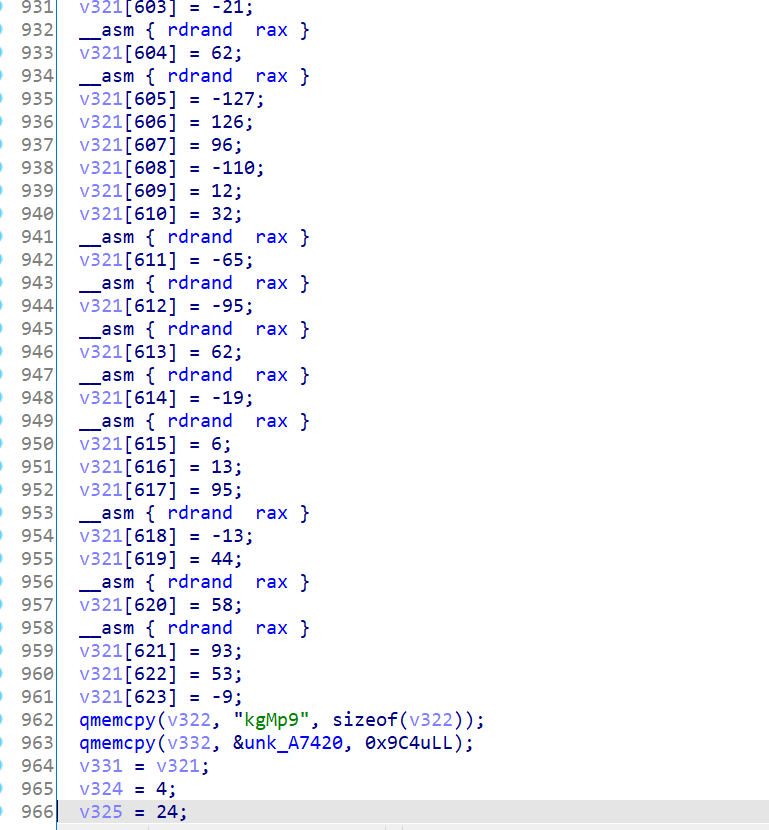 931 v321[603] = -21;
932 __asm { rdrand  rax }
933 v321[604] = 62;
934 __asm { rdrand  rax }
935 v321[605] = -127;
936 v321[606] = 126;
937 v321[607] = 96;
938 v321[608] = -110;
939 v321[609] = 12;
940 v321[610] = 32;
941 __asm { rdrand  rax }
942 v321[611] = -65;
943 __asm { rdrand  rax }
944 v321[612] = -95;
945 __asm { rdrand  rax }
946 v321[613] = 62;
947 __asm { rdrand  rax }
948 v321[614] = -19;
949 __asm { rdrand  rax }
950 v321[615] = 6;
951 v321[616] = 13;
952 v321[617] = 95;
953 __asm { rdrand  rax }
954 v321[618] = -13;
955 v321[619] = 44;
956 __asm { rdrand  rax }
957 v321[620] = 58;
958 __asm { rdrand  rax }
959 v321[621] = 93;
960 v321[622] = 53;
961 v321[623] = -9;
962 qmemcpy(v322, "kgMp9", sizeof(v322));
963 qmemcpy(v332, &unk_A7420, 0x9C4uLL);
964 v331 = v321;
965 v324 = 4;
966 v325 = 24;